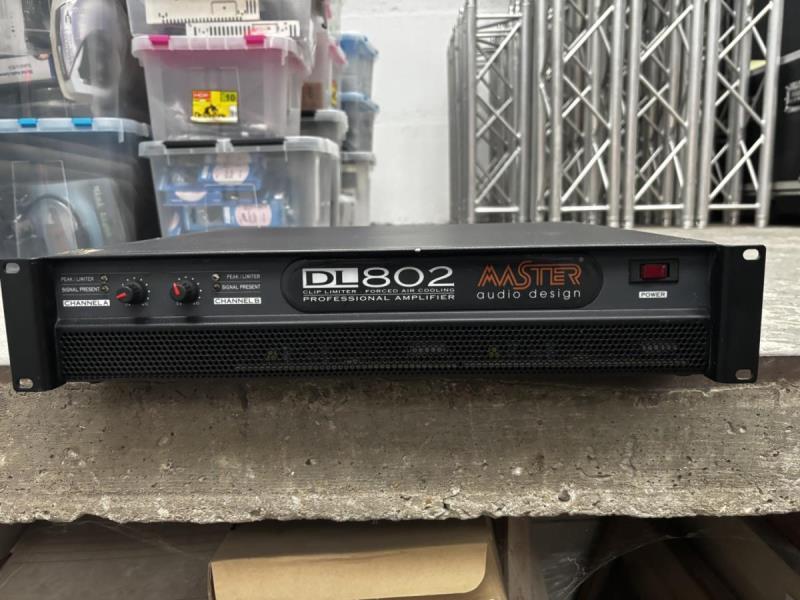 PEAK / LIMITER
SIGNAL PRESENT
CHANNEL A
PEAK / LIMITER
SIGNAL PRESENT
CHANNEL B
DL802
CLIP LIMITER FORCED AIR COOLING
PROFESSIONAL AMPLIFIER
MASTER
audio design
POWER